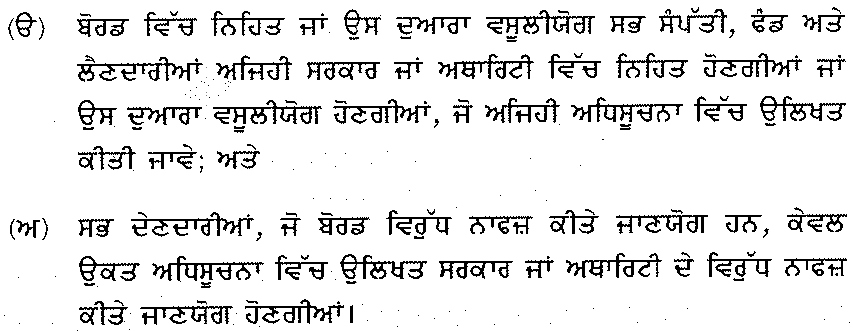 (ੳ) ਬੋਰਡ ਵਿੱਚ ਨਿਹਿਤ ਜਾਂ ਉਸ ਦੁਆਰਾ ਵਸੂਲੀਯੋਗ ਸਭ ਸੰਪੱਤੀ, ਫੰਡ ਅਤੇ
ਲੈਣਦਾਰੀਆਂ ਅਜਿਹੀ ਸਰਕਾਰ ਜਾਂ ਅਥਾਰਿਟੀ ਵਿੱਚ ਨਿਹਿਤ ਹੋਣਗੀਆਂ ਜਾਂ
ਉਸ ਦੁਆਰਾ ਵਸੂਲੀਯੋਗ ਹੋਣਗੀਆਂ, ਜੋ ਅਜਿਹੀ ਅਧਿਸੂਚਨਾ ਵਿੱਚ ਉਲਿਖਤ
ਕੀਤੀ ਜਾਵੇ; ਅਤੇ
(ਅ) ਸਭ ਦੇਣਦਾਰੀਆਂ, ਜੋ ਬੋਰਡ ਵਿਰੁੱਧ ਨਾਫਜ਼ ਕੀਤੇ ਜਾਣਯੋਗ ਹਨ, ਕੇਵਲ
ਉਕਤ ਅਧਿਸੂਚਨਾ ਵਿੱਚ ਉਲਿਖਤ ਸਰਕਾਰ ਜਾਂ ਅਥਾਰਿਟੀ ਦੇ ਵਿਰੁੱਧ ਨਾਫਜ਼
ਕੀਤੇ ਜਾਣਯੋਗ ਹੋਣਗੀਆਂ।